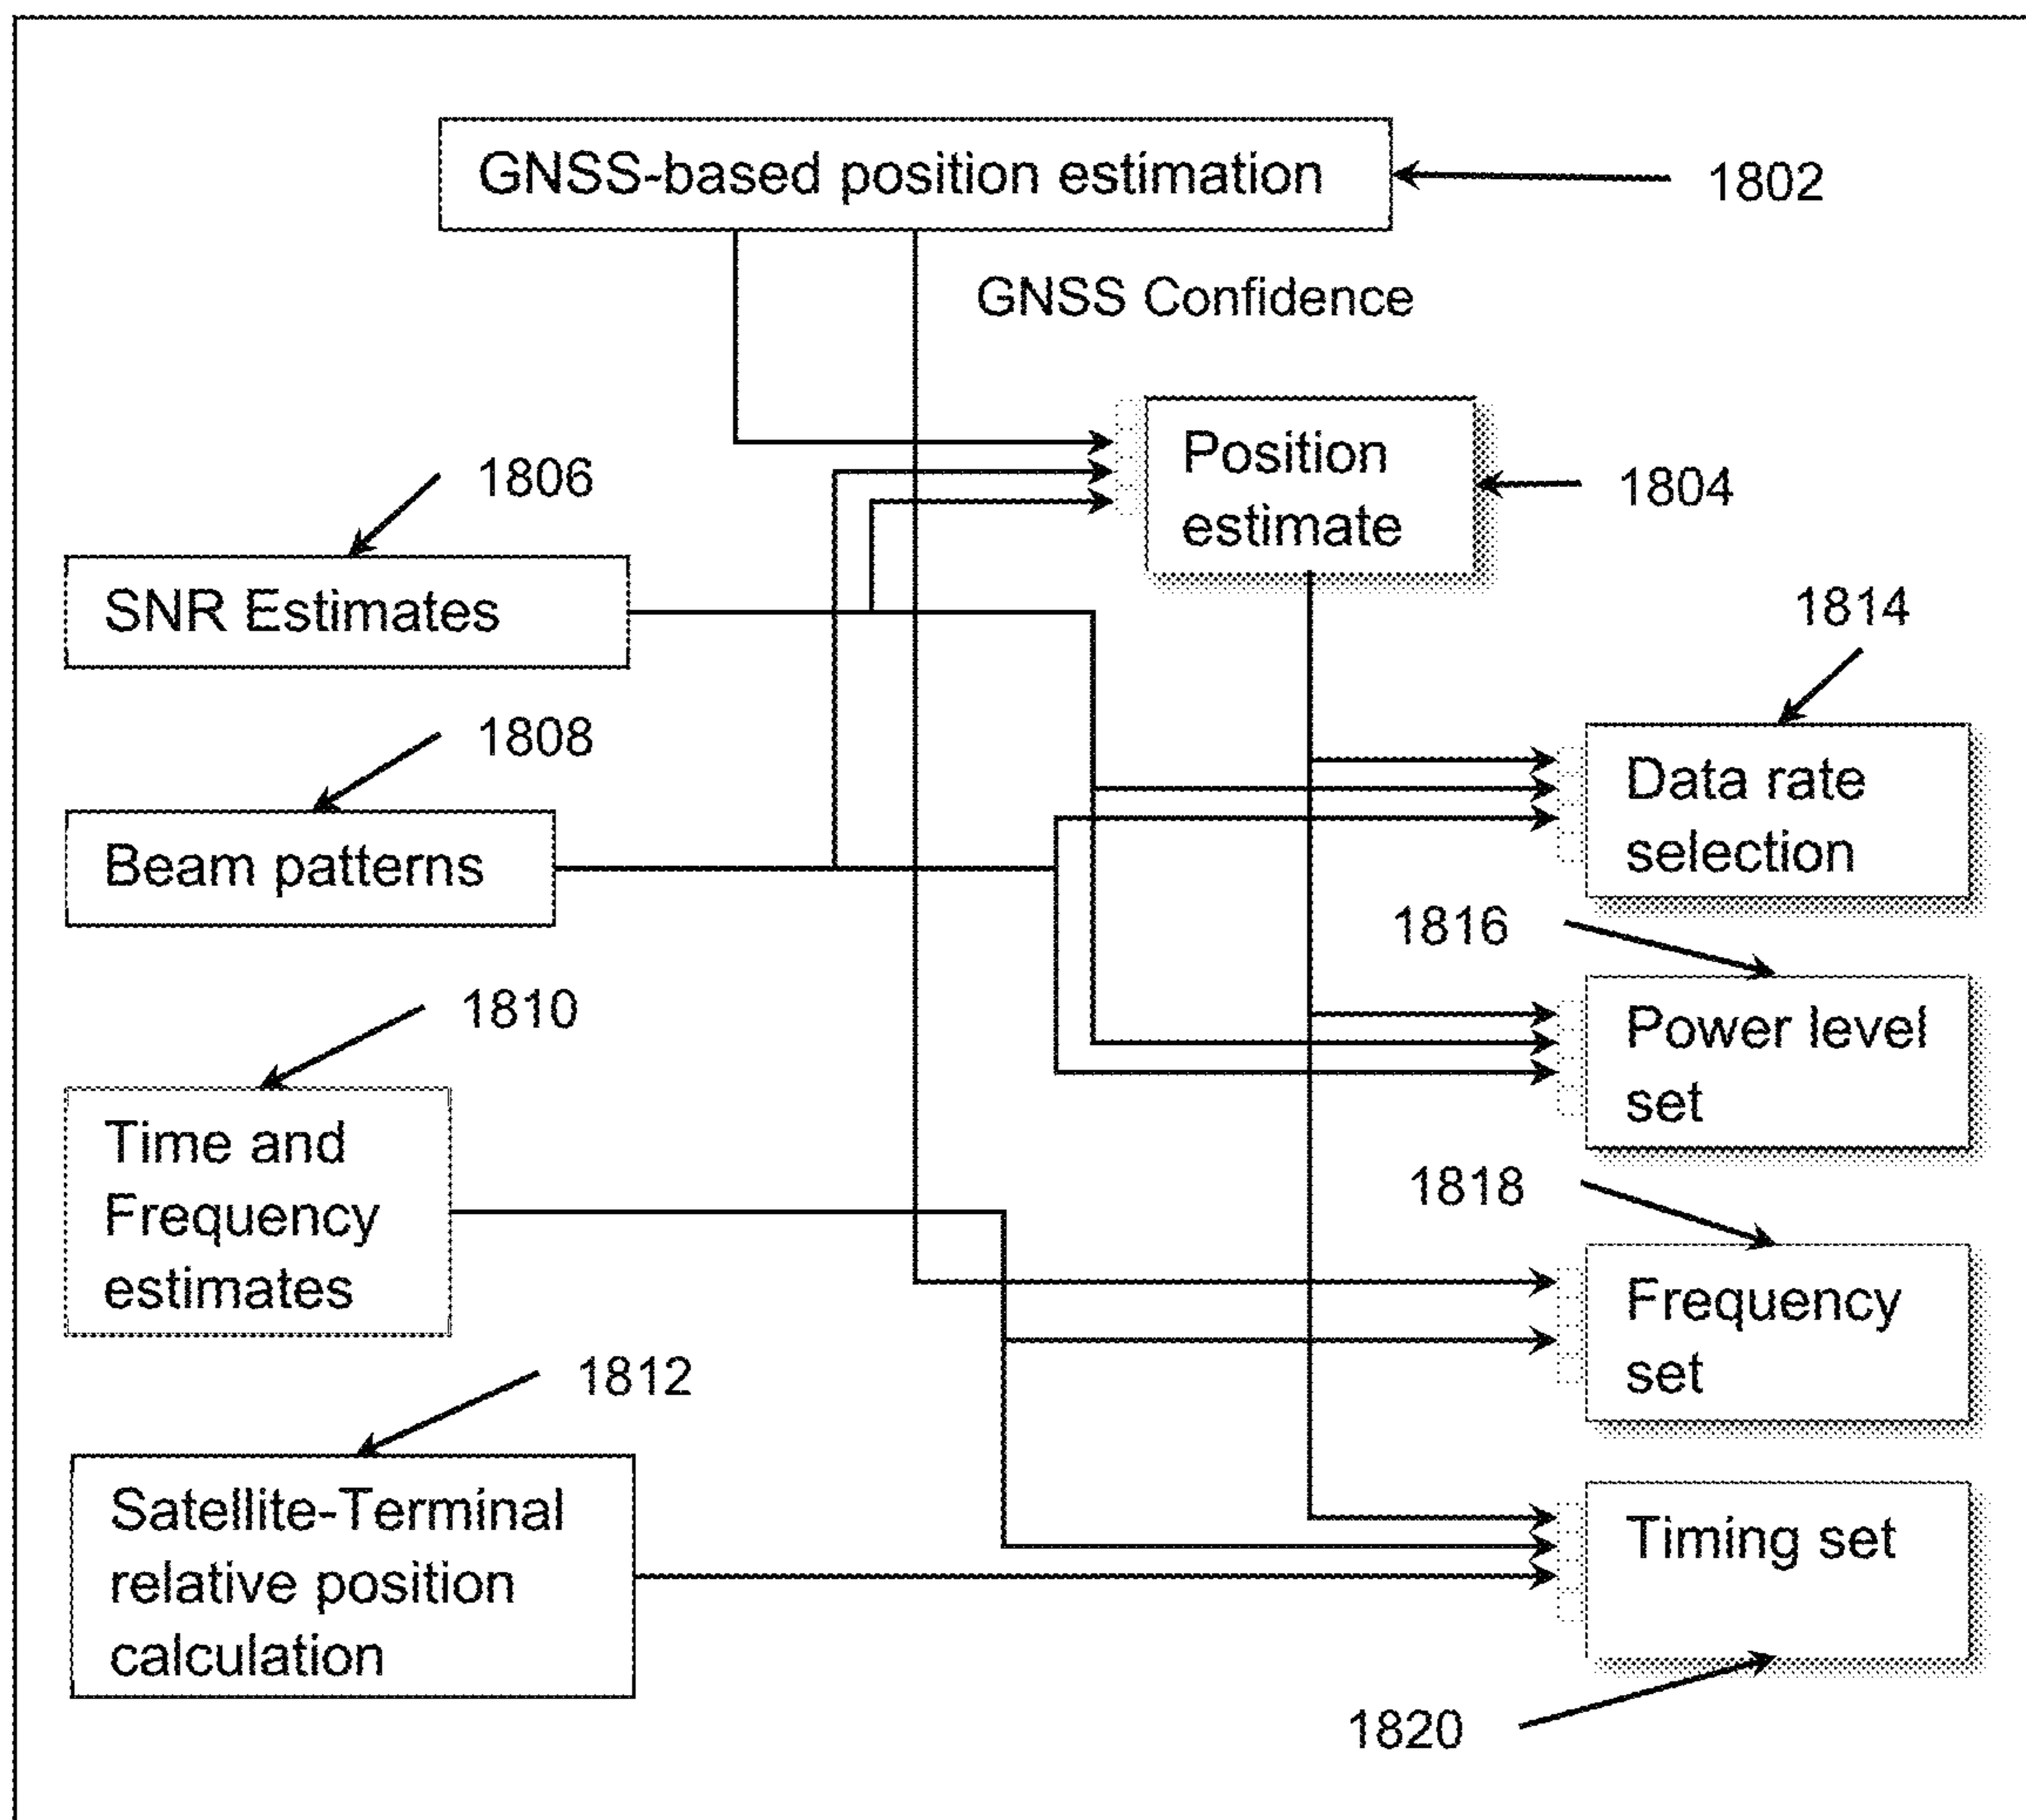 GNSS-based position estimation
1802
GNSS Confidence
Position
estimate
1804
1806
SNR Estimates
1814
1808
Data rate
selection
Beam patterns
1816
1810
Power level
set
Time and
Frequency
estimates
1818
Frequency
set
1812
Satellite-Terminal
relative position
calculation
Timing set
1820